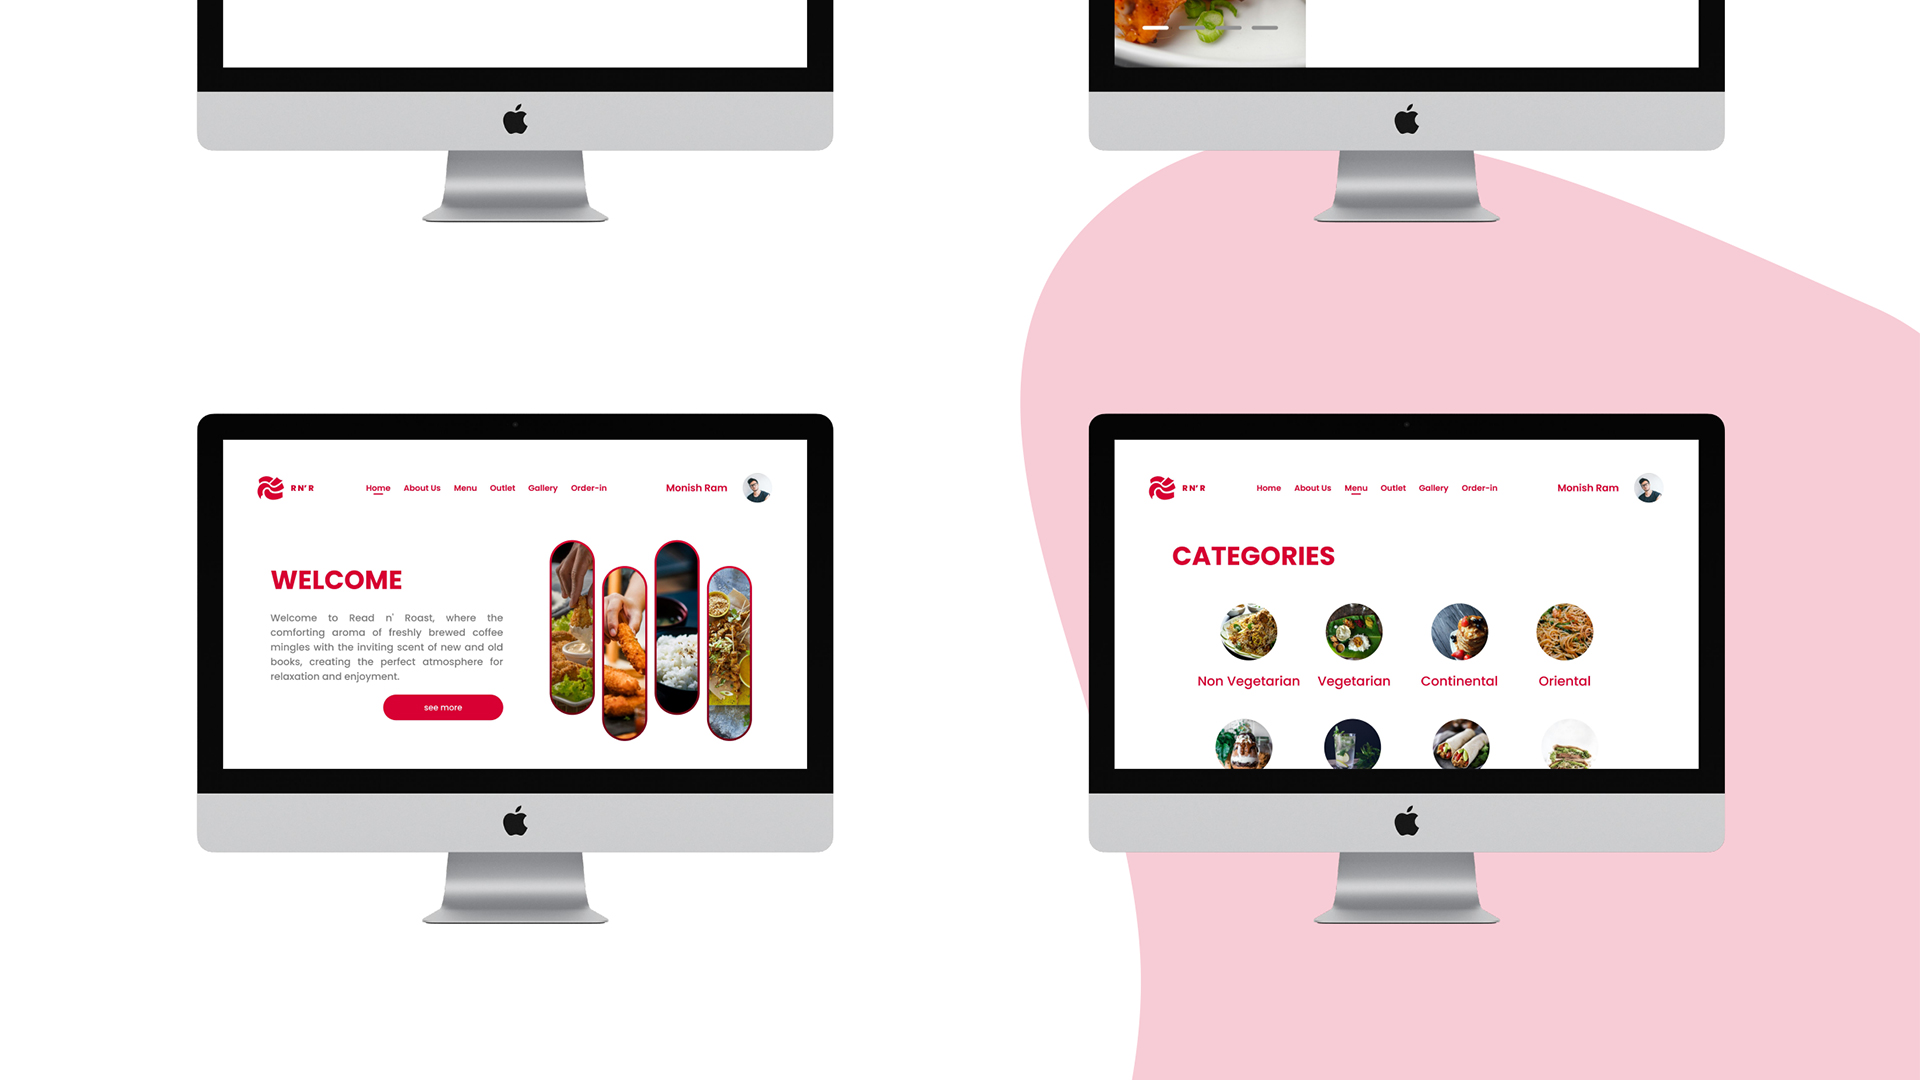 RN'R
Home About Us Menu Outlet Gallery Order-in
Monish Ram
WELCOME
Welcome to Read n' Roast, where the
comforting aroma of freshly brewed coffee
mingles with the inviting scent of new and old
books, creating the perfect atmosphere for
relaxation and enjoyment.
see more
RN'R
Home About Us Menu Outlet Gallery Order-in
Monish Ram
CATEGORIES
Non Vegetarian Vegetarian Continental Oriental